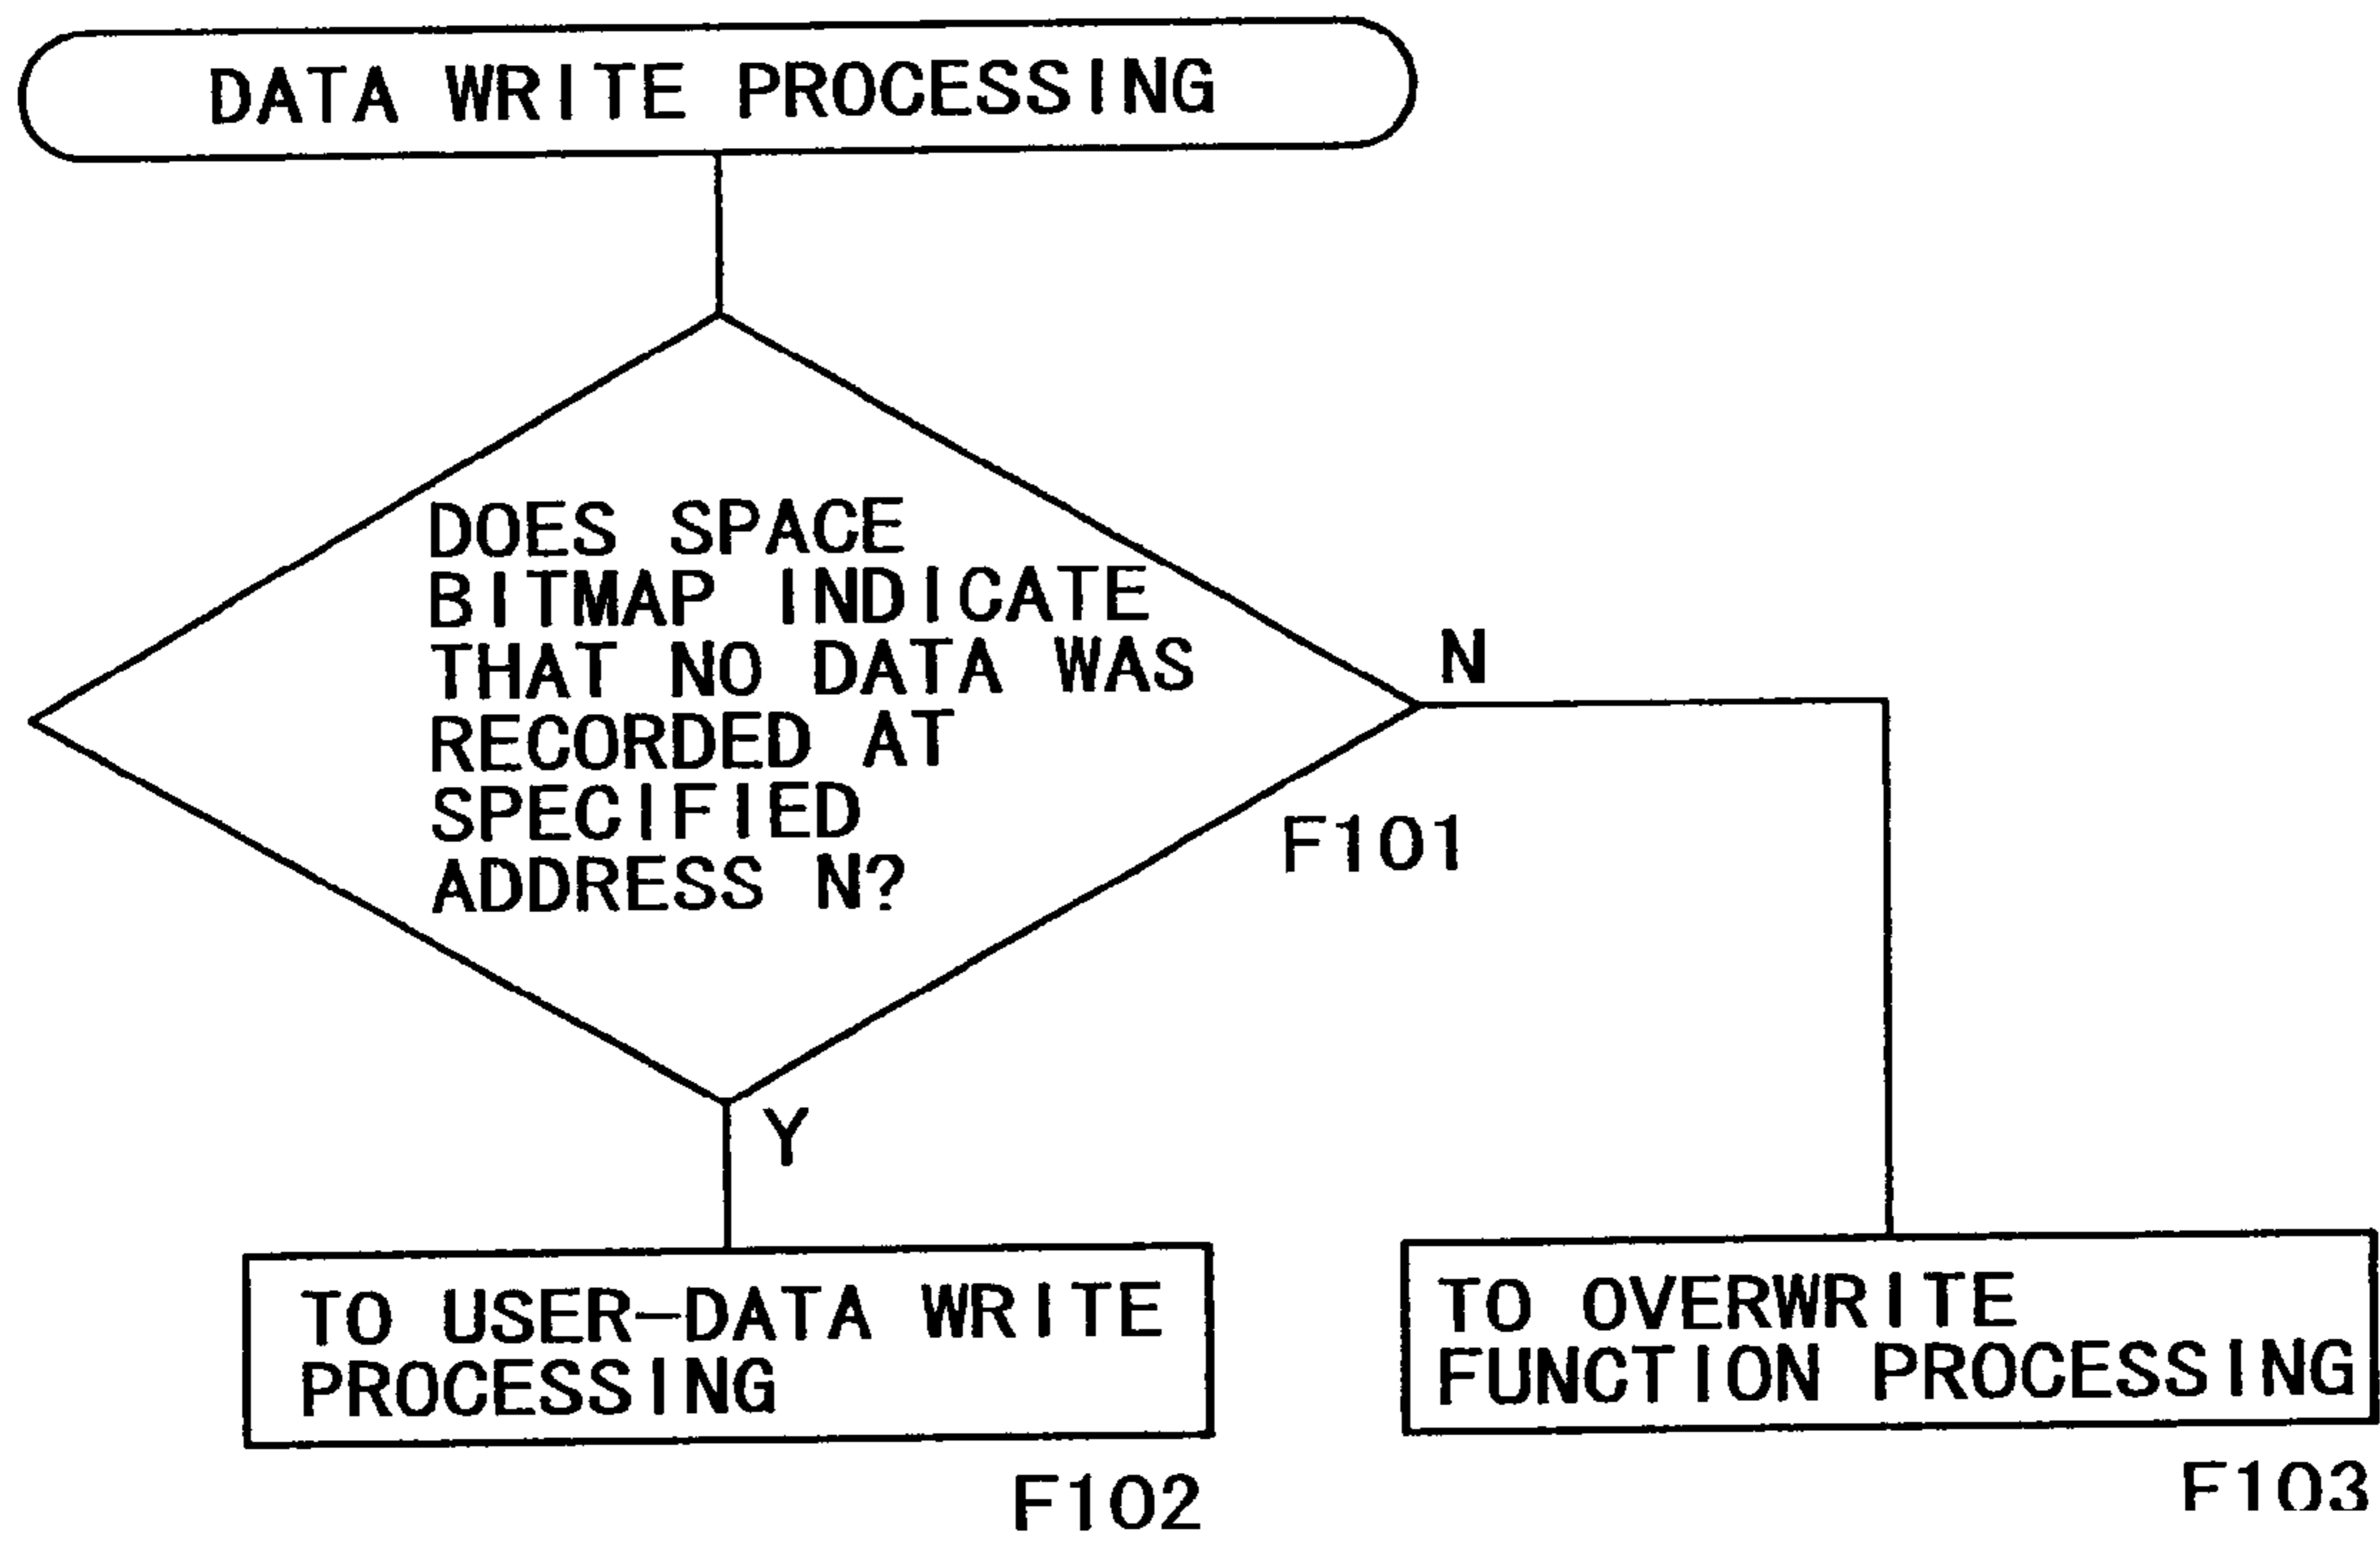 DATA WRITE PROCESSING
DOES SPACE
BITMAP INDICATE
THAT NO DATA WAS
RECORDED AT
SPECIFIED
ADDRESS N?
N
F101
Y
TO USER-DATA WRITE
PROCESSING
F102
TO OVERWRITE
FUNCTION PROCESSING
F103